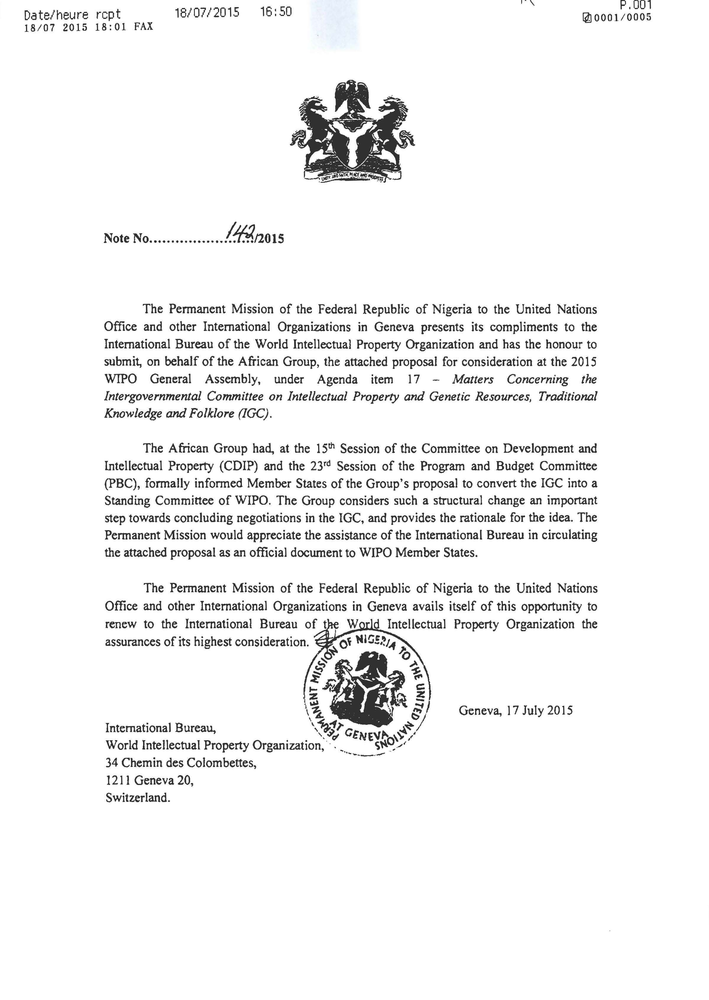 Date/heure rcpt 18/07/2015 16:50 P.001
18/07 2015 18:01 FAX 0001/0005
UNITY AND FAITH, PEACE AND PROGRESS
Note No.......................142/2015
The Permanent Mission of the Federal Republic of Nigeria to the United Nations
Office and other International Organizations in Geneva presents its compliments to the
International Bureau of the World Intellectual Property Organization and has the honour to
submit, on behalf of the African Group, the attached proposal for consideration at the 2015
WIPO General Assembly, under Agenda item 17 – Matters Concerning the
Intergovernmental Committee on Intellectual Property and Genetic Resources, Traditional
Knowledge and Folklore (IGC).
The African Group had, at the 15th Session of the Committee on Development and
Intellectual Property (CDIP) and the 23rd Session of the Program and Budget Committee
(PBC), formally informed Member States of the Group's proposal to convert the IGC into a
Standing Committee of WIPO. The Group considers such a structural change an important
step towards concluding negotiations in the IGC, and provides the rationale for the idea. The
Permanent Mission would appreciate the assistance of the International Bureau in circulating
the attached proposal as an official document to WIPO Member States.
The Permanent Mission of the Federal Republic of Nigeria to the United Nations
Office and other International Organizations in Geneva avails itself of this opportunity to
renew to the International Bureau of the World Intellectual Property Organization the
assurances of its highest consideration.
PERMANENT MISSION OF NIGERIA TO THE UNITED NATIONS
AT GENEVA
Geneva, 17 July 2015
International Bureau,
World Intellectual Property Organization,
34 Chemin des Colombettes,
1211 Geneva 20,
Switzerland.